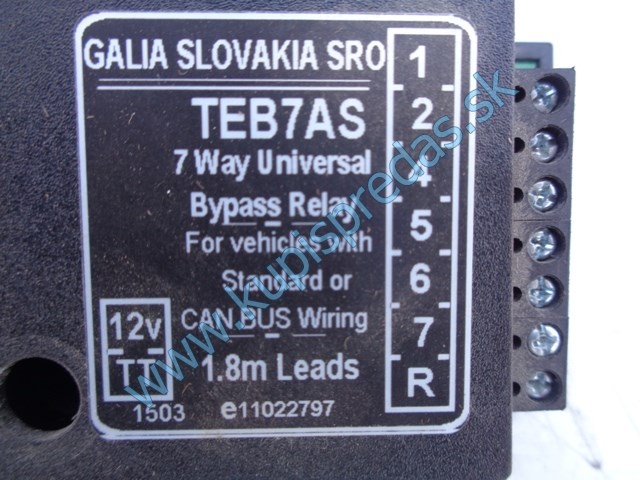 GALIA SLOVAKIA SRO
TEB7AS
7 Way Universal
Bypass Relay
For vehicles with
Standard or
CAN BUS Wiring
1.8m Leads
12v
TT
1503 e11022797
1
2
4
5
6
7
R
www.kupispredas.sk